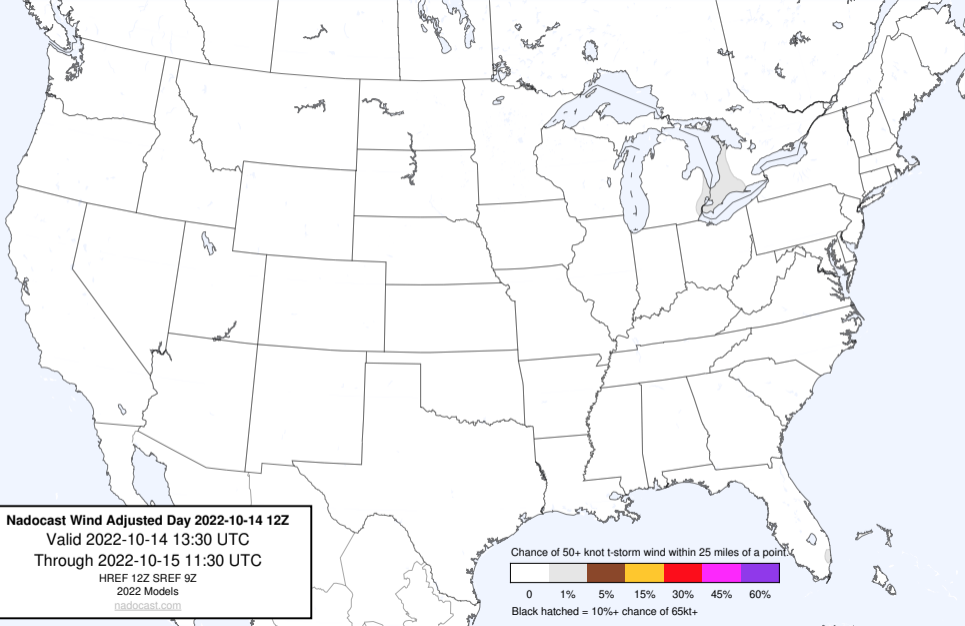 Nadocast Wind Adjusted Day 2022-10-14 12Z
Valid 2022-10-14 13:30 UTC
Through 2022-10-15 11:30 UTC
HREF 12Z SREF 9Z
2022 Models
nadocast.com
Chance of 50+ knot t-storm wind within 25 miles of a point.
0 1% 5% 15% 30% 45% 60%
Black hatched = 10%+ chance of 65kt+